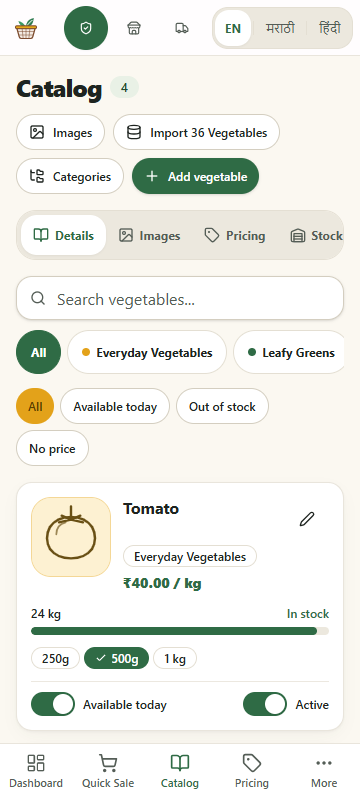 EN मराठी हिंदी
Catalog 4
Images Import 36 Vegetables
Categories Add vegetable
Details Images Pricing Stock
Search vegetables...
All Everyday Vegetables Leafy Greens
All Available today Out of stock
No price
Tomato
Everyday Vegetables
₹40.00 / kg
24 kg In stock
250g 500g 1 kg
Available today Active
Dashboard Quick Sale Catalog Pricing More